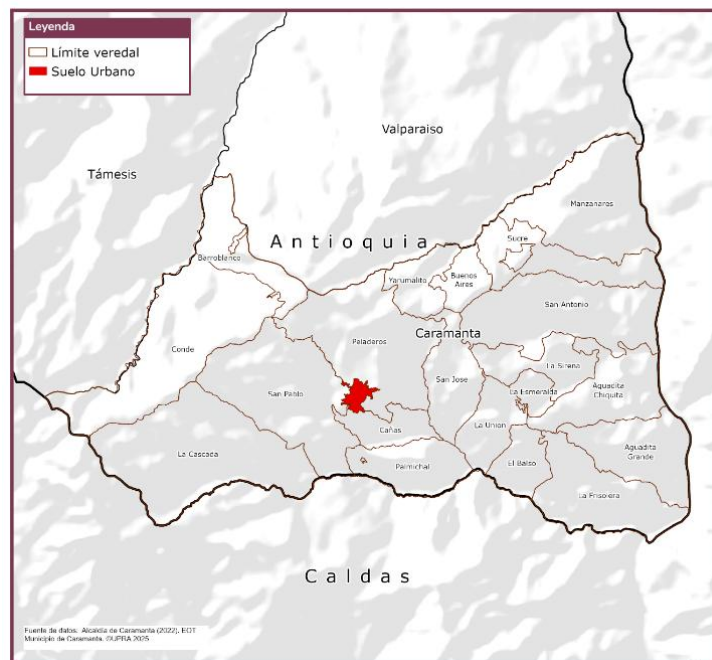 Leyenda
Límite veredal
Suelo Urbano
Valparaiso
Támesis
Manzanares
Sucre
Antioquia
Barroblanco
Buenos
Aires
Yarumalito
San Antonio
Caramanta
Peladeros
Conde
La Sirena
San Jose
Aguacita
Chiquita
San Pablo
La Esmeralda
Cañas
La Union
Aguadita
Grande
La Cascada
El Balso
Palmichal
La Frisolera
Caldas
Fuente de datos: Alcaldía de Caramanta (2022). EOT
Municipio de Caramanta. ©UPRA 2025